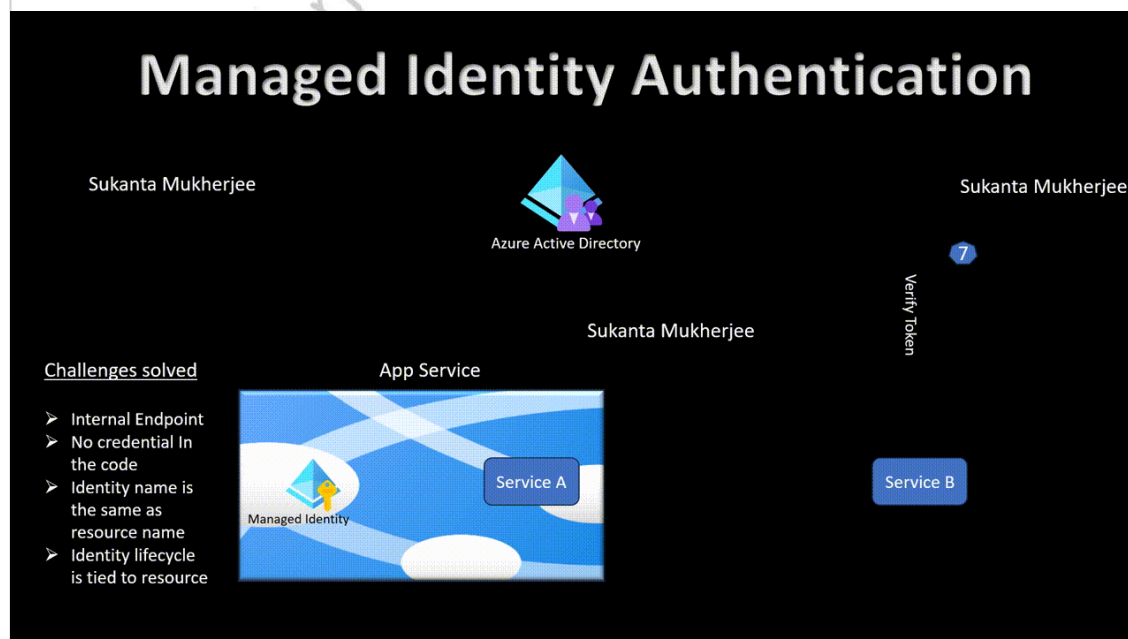 Managed Identity Authentication
Sukanta Mukherjee
Sukanta Mukherjee
Azure Active Directory
7
Verify Token
Sukanta Mukherjee
Challenges solved
App Service
➢ Internal Endpoint
➢ No credential In
the code
➢ Identity name is
the same as
resource name
➢ Identity lifecycle
is tied to resource
Managed Identity
Service A
Service B